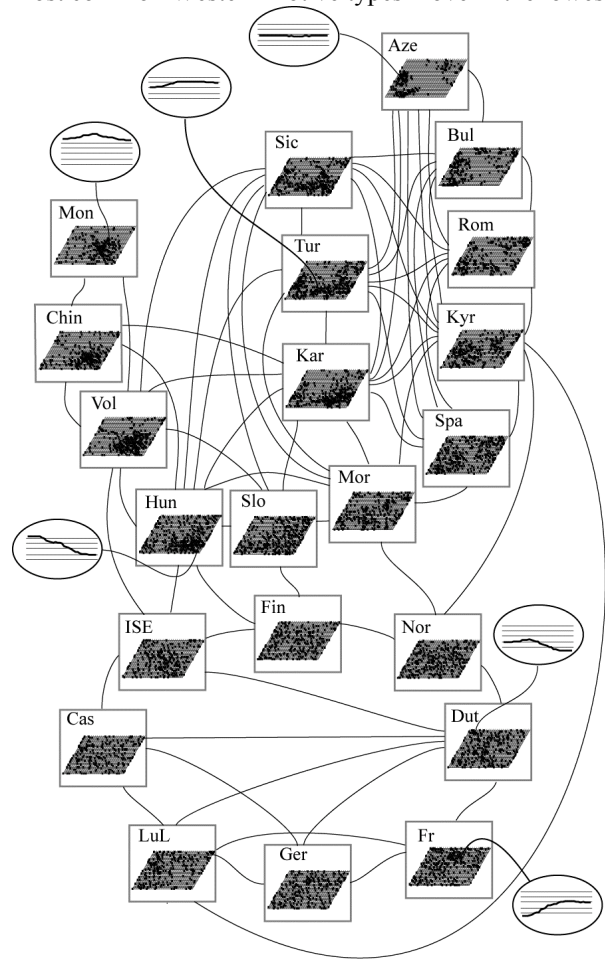 Aze
Sic
Bul
Mon
Rom
Tur
Chin
Kyr
Kar
Vol
Spa
Mor
Hun
Slo
Fin
ISE
Nor
Cas
Dut
LuL
Fr
Ger